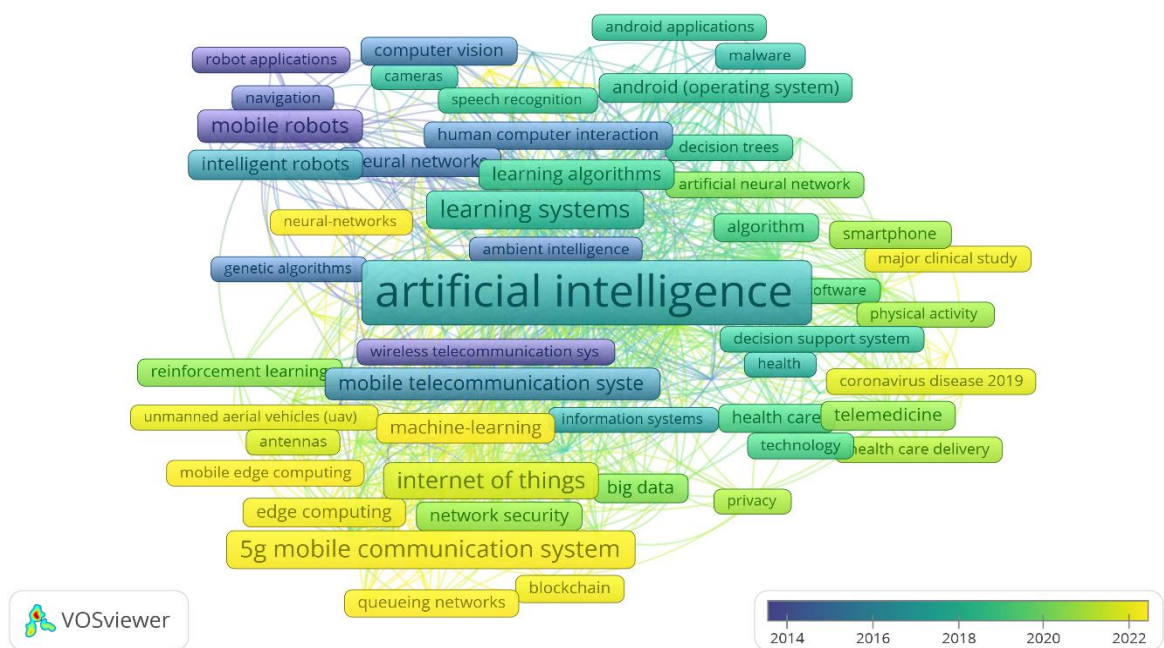 android applications
robot applications
computer vision
malware
cameras
android (operating system)
navigation
speech recognition
mobile robots
human computer interaction
decision trees
intelligent robots
eural networks
learning algorithms
artificial neural network
learning systems
neural-networks
algorithm
smartphone
ambient intelligence
major clinical study
genetic algorithms
artificial intelligence
software
physical activity
decision support system
wireless telecommunication sys
health
reinforcement learning
mobile telecommunication syste
coronavirus disease 2019
unmanned aerial vehicles (uav)
machine-learning
information systems
health care
telemedicine
antennas
technology
health care delivery
mobile edge computing
internet of things
big data
privacy
edge computing
network security
5g mobile communication system
blockchain
queueing networks
VOSviewer
2014 2016 2018 2020 2022